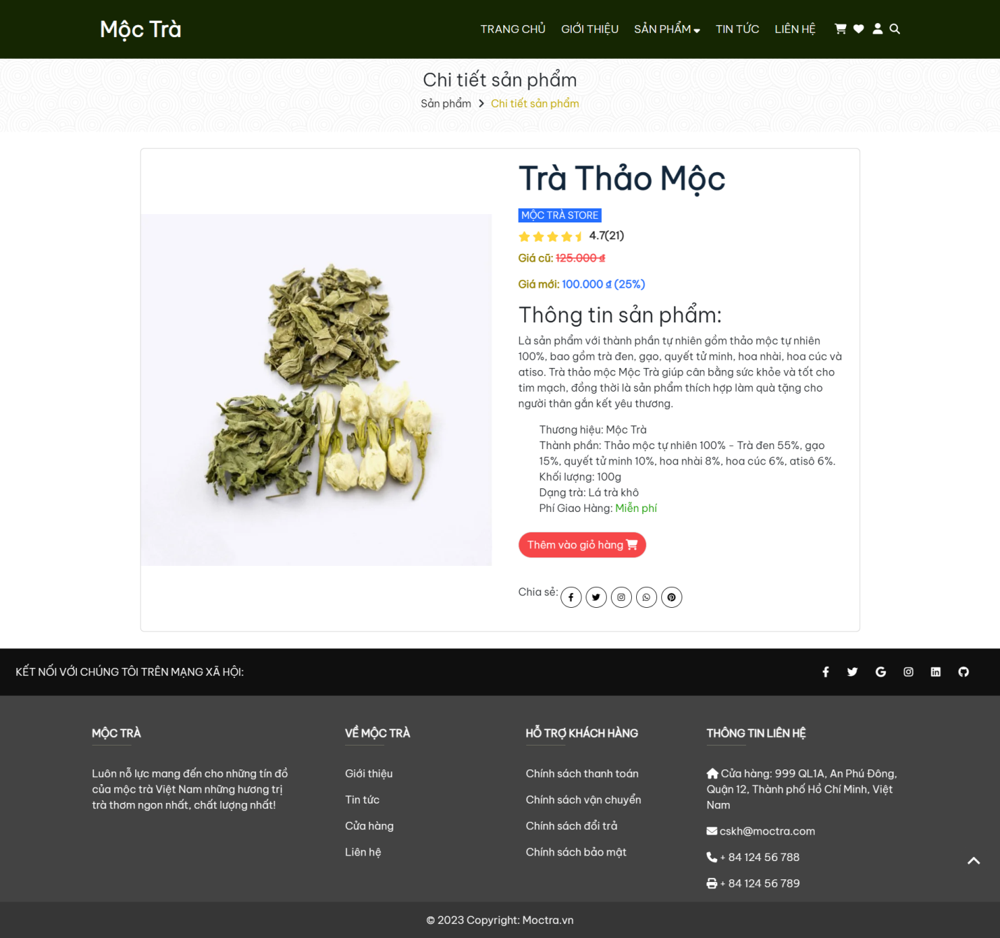 Mộc Trà
TRANG CHỦ GIỚI THIỆU SẢN PHẨM TIN TỨC LIÊN HỆ
Chi tiết sản phẩm
Sản phẩm Chi tiết sản phẩm
Trà Thảo Mộc
MỘC TRÀ STORE
4.7(21)
Giá cũ: 125.000 ₫
Giá mới: 100.000 ₫ (25%)
Thông tin sản phẩm:
Là sản phẩm với thành phần tự nhiên gồm thảo mộc tự nhiên
100%, bao gồm trà đen, gạo, quyết tử minh, hoa nhài, hoa cúc và
atiso. Trà thảo mộc Mộc Trà giúp cân bằng sức khỏe và tốt cho
tim mạch, đồng thời là sản phẩm thích hợp làm quà tặng cho
người thân gắn kết yêu thương.
Thương hiệu: Mộc Trà
Thành phần: Thảo mộc tự nhiên 100% - Trà đen 55%, gạo
15%, quyết tử minh 10%, hoa nhài 8%, hoa cúc 6%, atisô 6%.
Khối lượng: 100g
Dạng trà: Lá trà khô
Phí Giao Hàng: Miễn phí
Thêm vào giỏ hàng
Chia sẻ:
KẾT NỐI VỚI CHÚNG TÔI TRÊN MẠNG XÃ HỘI:
MỘC TRÀ
Luôn nỗ lực mang đến cho những tín đồ
của mộc trà Việt Nam những hương trị
trà thơm ngon nhất, chất lượng nhất!
VỀ MỘC TRÀ
Giới thiệu
Tin tức
Cửa hàng
Liên hệ
HỖ TRỢ KHÁCH HÀNG
Chính sách thanh toán
Chính sách vận chuyển
Chính sách đổi trả
Chính sách bảo mật
THÔNG TIN LIÊN HỆ
Cửa hàng: 999 QL1A, An Phú Đông,
Quận 12, Thành phố Hồ Chí Minh, Việt
Nam
cskh@moctra.com
+ 84 124 56 788
+ 84 124 56 789
© 2023 Copyright: Moctra.vn